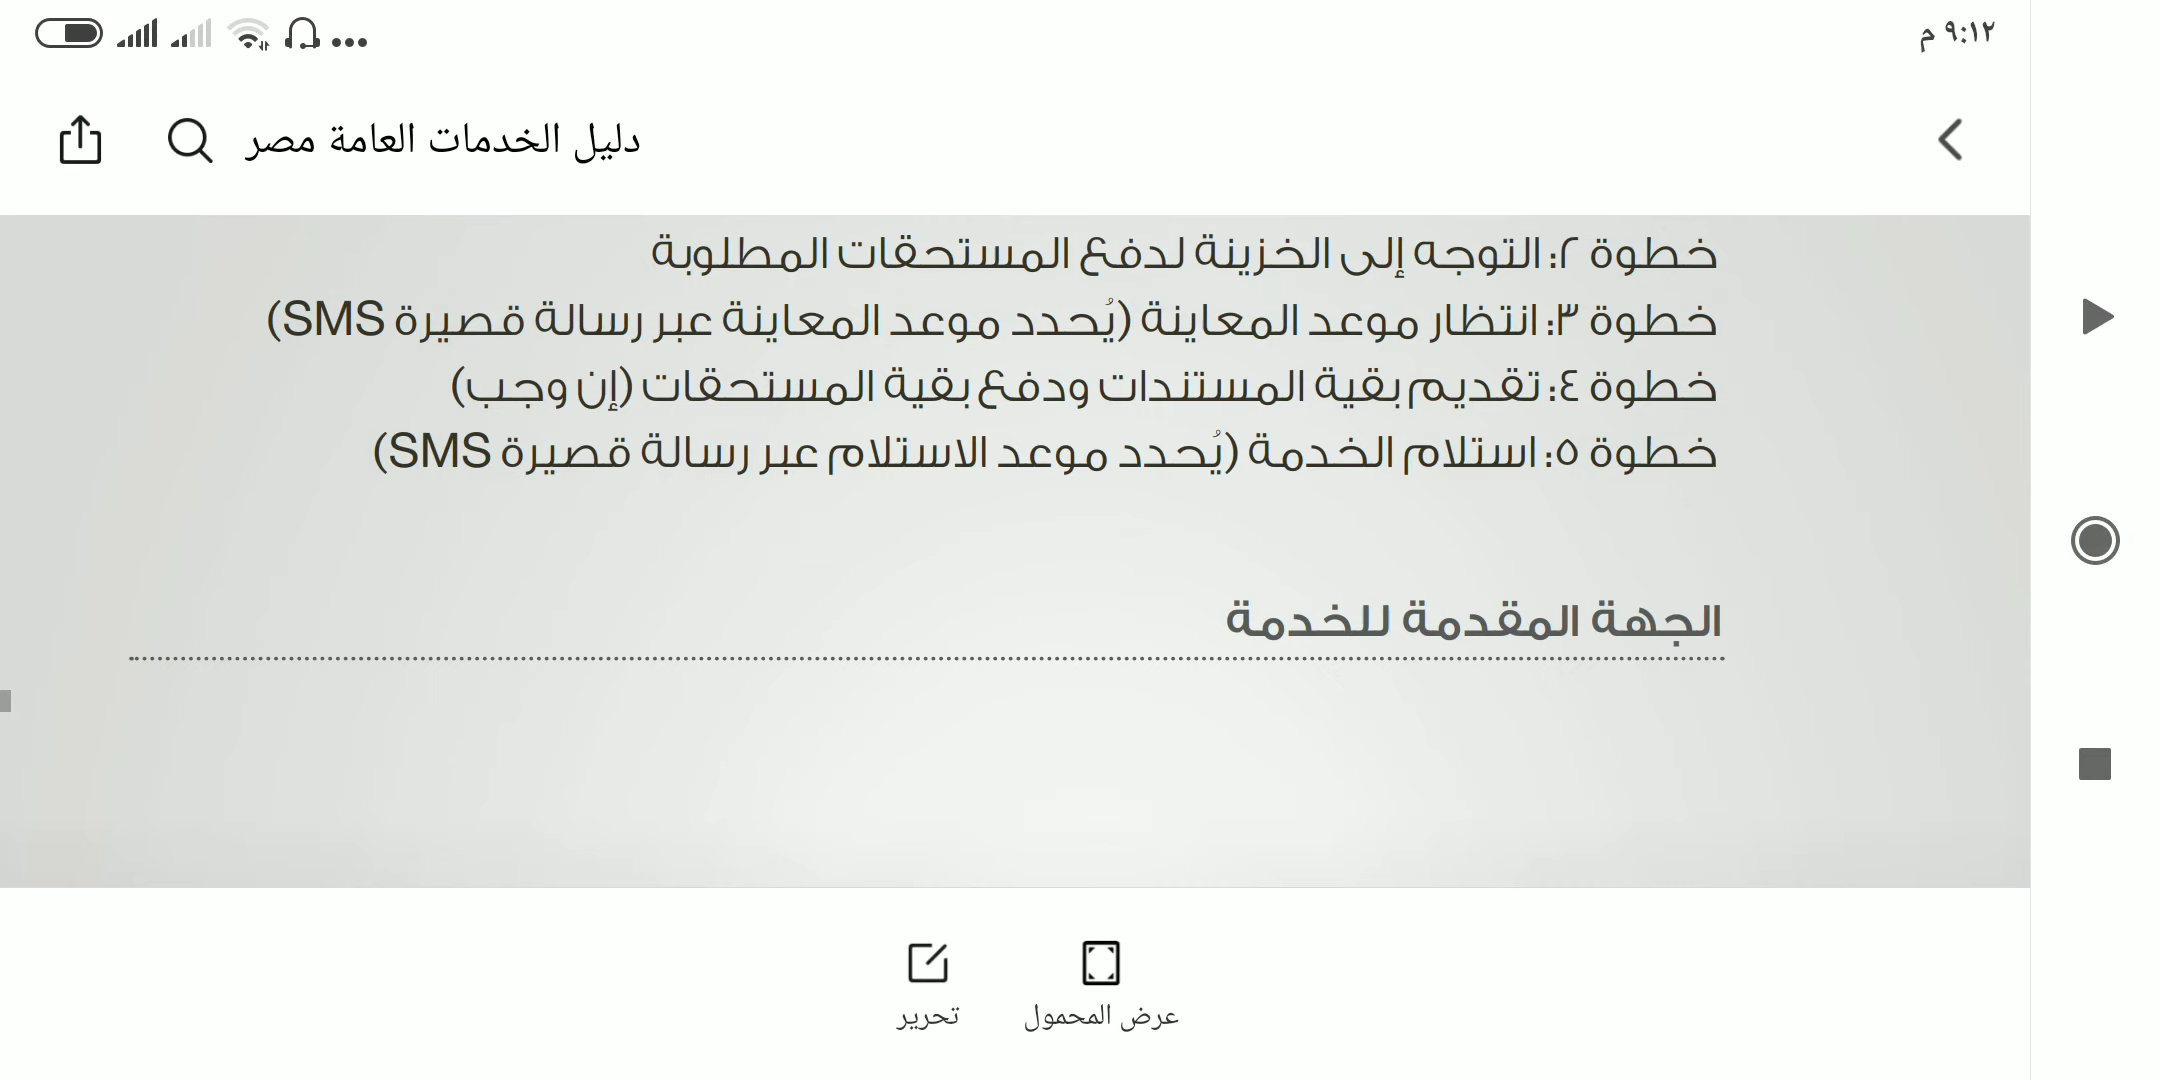 ٩:١٢ م
دليل الخدمات العامة مصر
خطوة ٢: التوجه إلى الخزينة لدفع المستحقات المطلوبة
خطوة ٣: انتظار موعد المعاينة (يُحدد موعد المعاينة عبر رسالة قصيرة SMS)
خطوة ٤: تقديم بقية المستندات ودفع بقية المستحقات (إن وجب)
خطوة ٥: استلام الخدمة (يُحدد موعد الاستلام عبر رسالة قصيرة SMS)
الجهة المقدمة للخدمة
عرض المحمول
تحرير